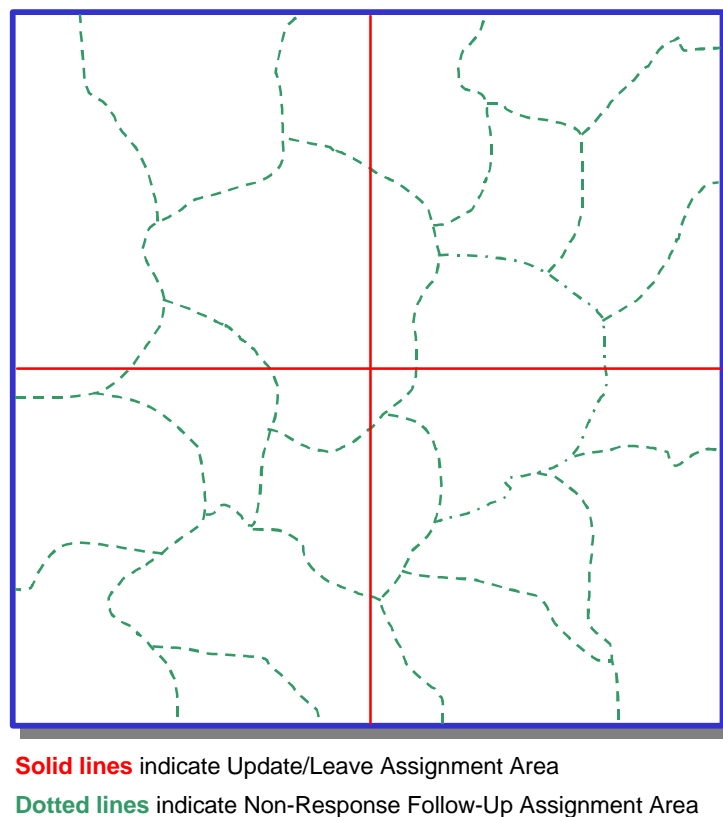 Solid lines indicate Update/Leave Assignment Area
Dotted lines indicate Non-Response Follow-Up Assignment Area